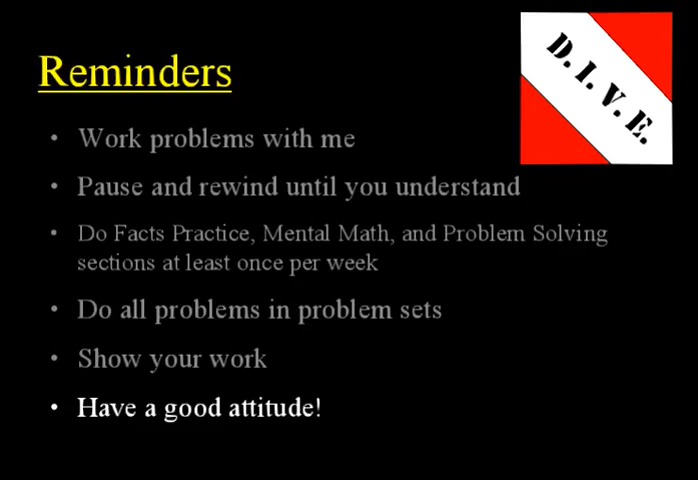 Reminders
D. I. V. E.
• Work problems with me
• Pause and rewind until you understand
• Do Facts Practice, Mental Math, and Problem Solving
sections at least once per week
• Do all problems in problem sets
• Show your work
• Have a good attitude!